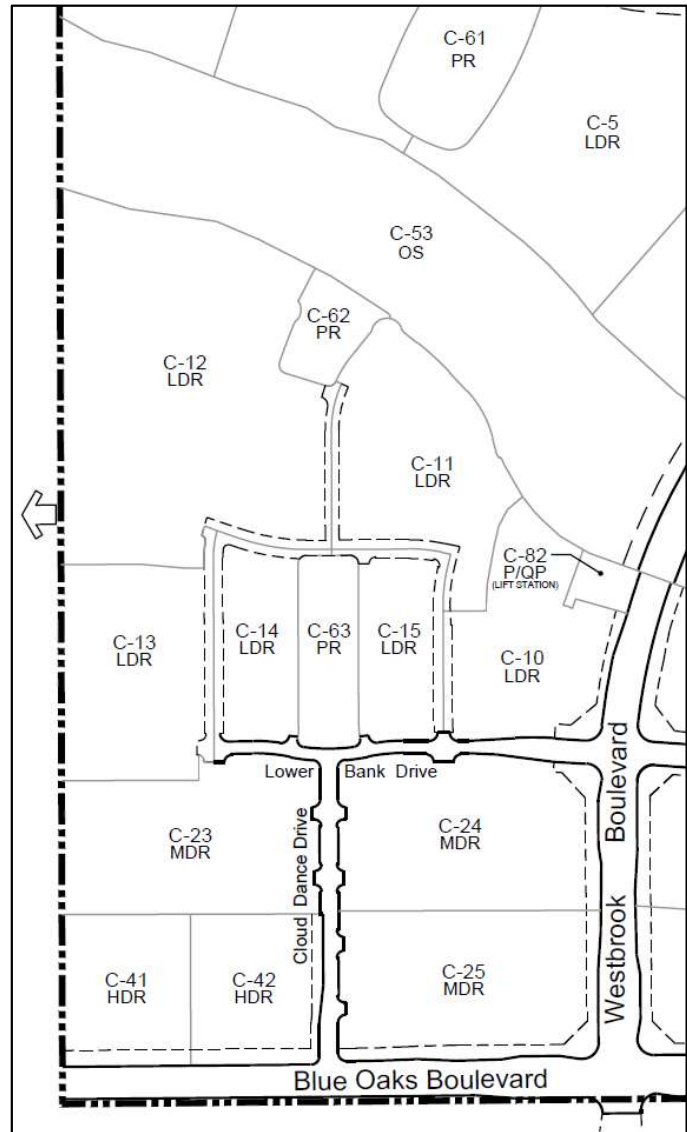 C-61
PR
C-5
LDR
C-53
OS
C-62
PR
C-12
LDR
C-11
LDR
C-82
P/QP
(LIFT STATION)
C-14
LDR
C-63
PR
C-15
LDR
C-13
LDR
C-10
LDR
Lower Bank Drive
Boulevard
Westbrook
Cloud Dance Drive
C-23
MDR
C-24
MDR
C-41
HDR
C-42
HDR
C-25
MDR
Blue Oaks Boulevard